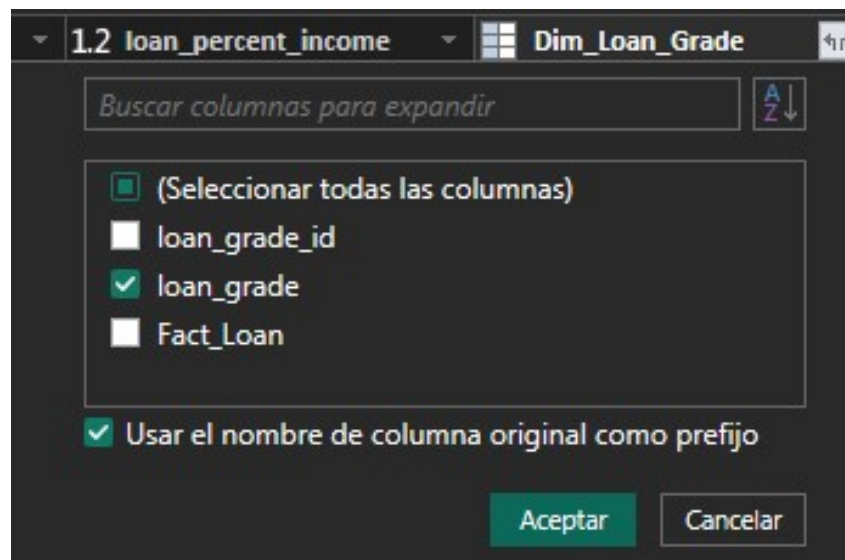 1.2 loan_percent_income Dim_Loan_Grade
Buscar columnas para expandir
A
Z
(Seleccionar todas las columnas)
loan_grade_id
loan_grade
Fact_Loan
Usar el nombre de columna original como prefijo
Aceptar Cancelar